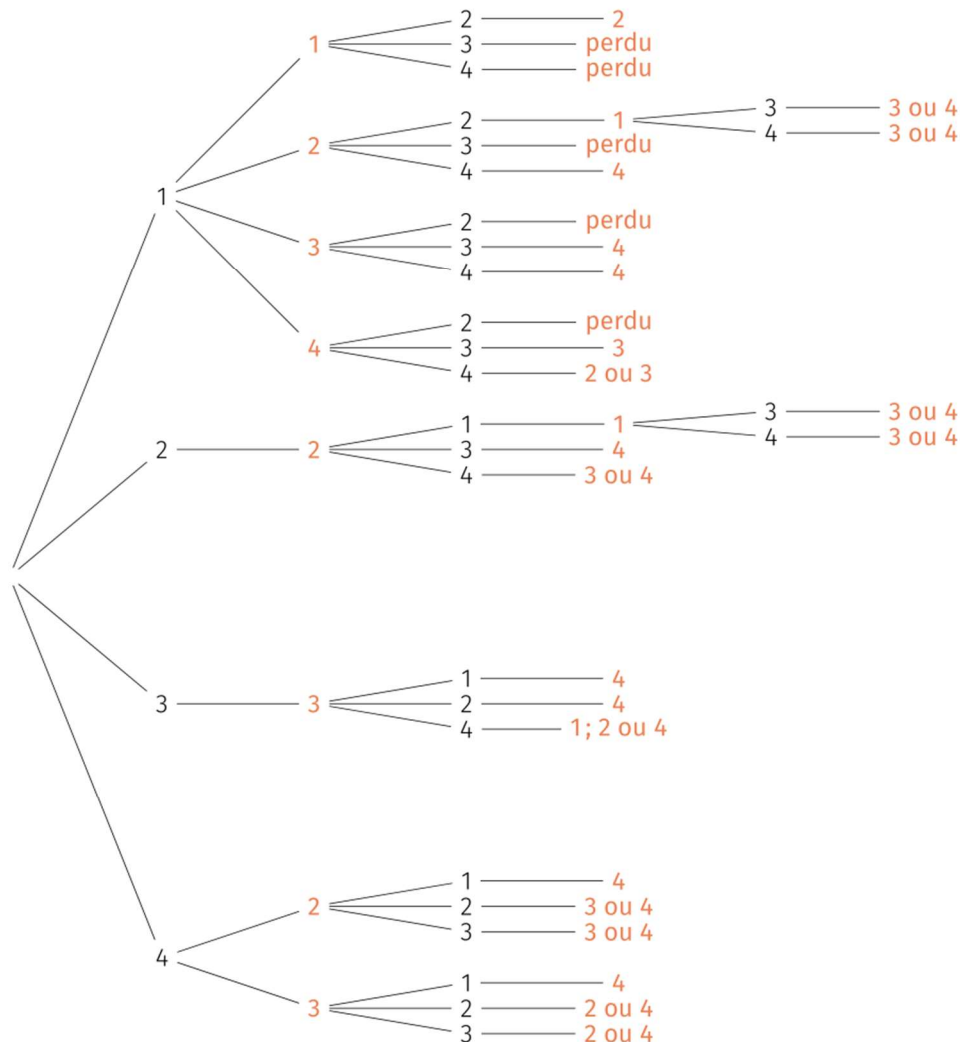 2 2
1 3 perdu
4 perdu
3 3 ou 4
2 1
4 3 ou 4
2 3 perdu
4 4
1
2 perdu
3 3 4
4 4
2 perdu
4 3 3
4 2 ou 3
3 3 ou 4
1 1
4 3 ou 4
2 2 3 4
4 3 ou 4
1 4
3 3 2 4
4 1; 2 ou 4
1 4
2 2 3 ou 4
3 3 ou 4
4
1 4
3 2 2 ou 4
3 2 ou 4